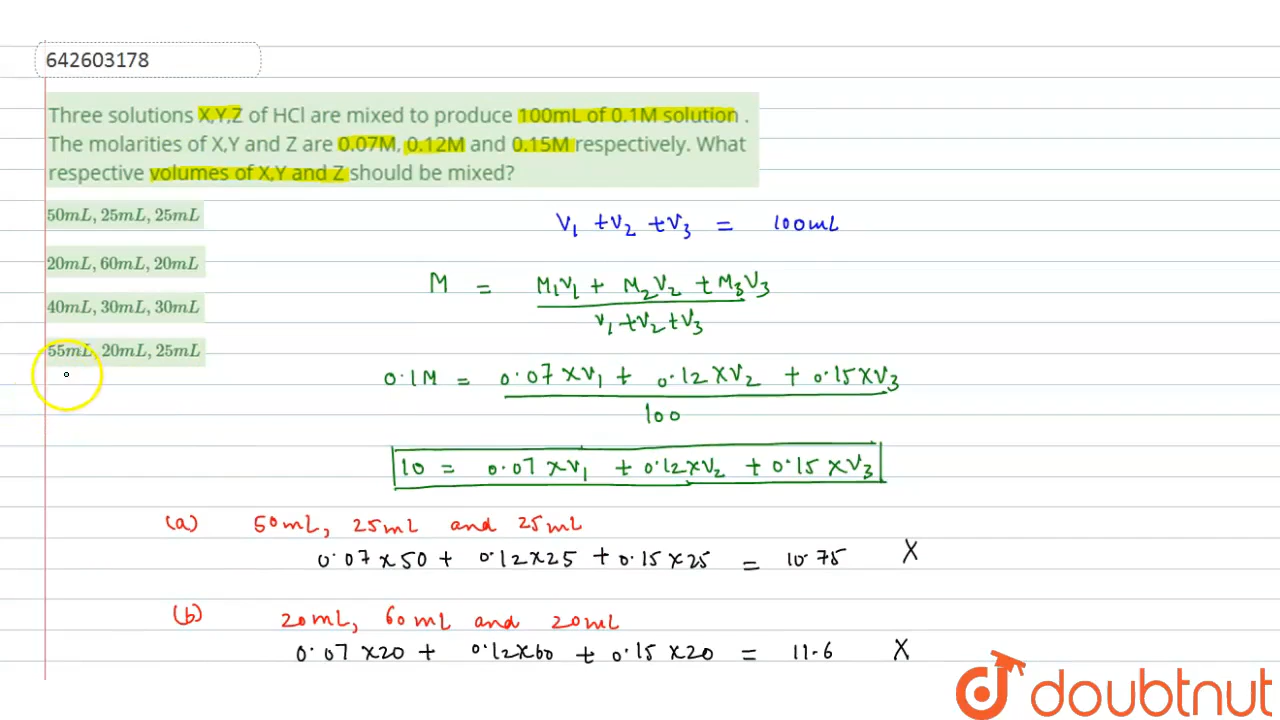 642603178
Three solutions X,Y,Z of HCl are mixed to produce 100mL of 0.1M solution .
The molarities of X,Y and Z are 0.07M, 0.12M and 0.15M respectively. What
respective volumes of X,Y and Z should be mixed?
50mL, 25mL, 25mL
20mL, 60mL, 20mL
40mL, 30mL, 30mL
55mL, 20mL, 25mL
V1 + V2 + V3 = 100mL
M = M1V1 + M2V2 + M3V3
V1 + V2 + V3
0.1M = 0.07 x V1 + 0.12 x V2 + 0.15 x V3
100
10 = 0.07 x V1 + 0.12 x V2 + 0.15 x V3
(a) 50mL, 25mL and 25mL
0.07 x 50 + 0.12 x 25 + 0.15 x 25 = 10.75 X
(b) 20mL, 60mL and 20mL
0.07 x 20 + 0.12 x 60 + 0.15 x 20 = 11.6 X
doubtnut